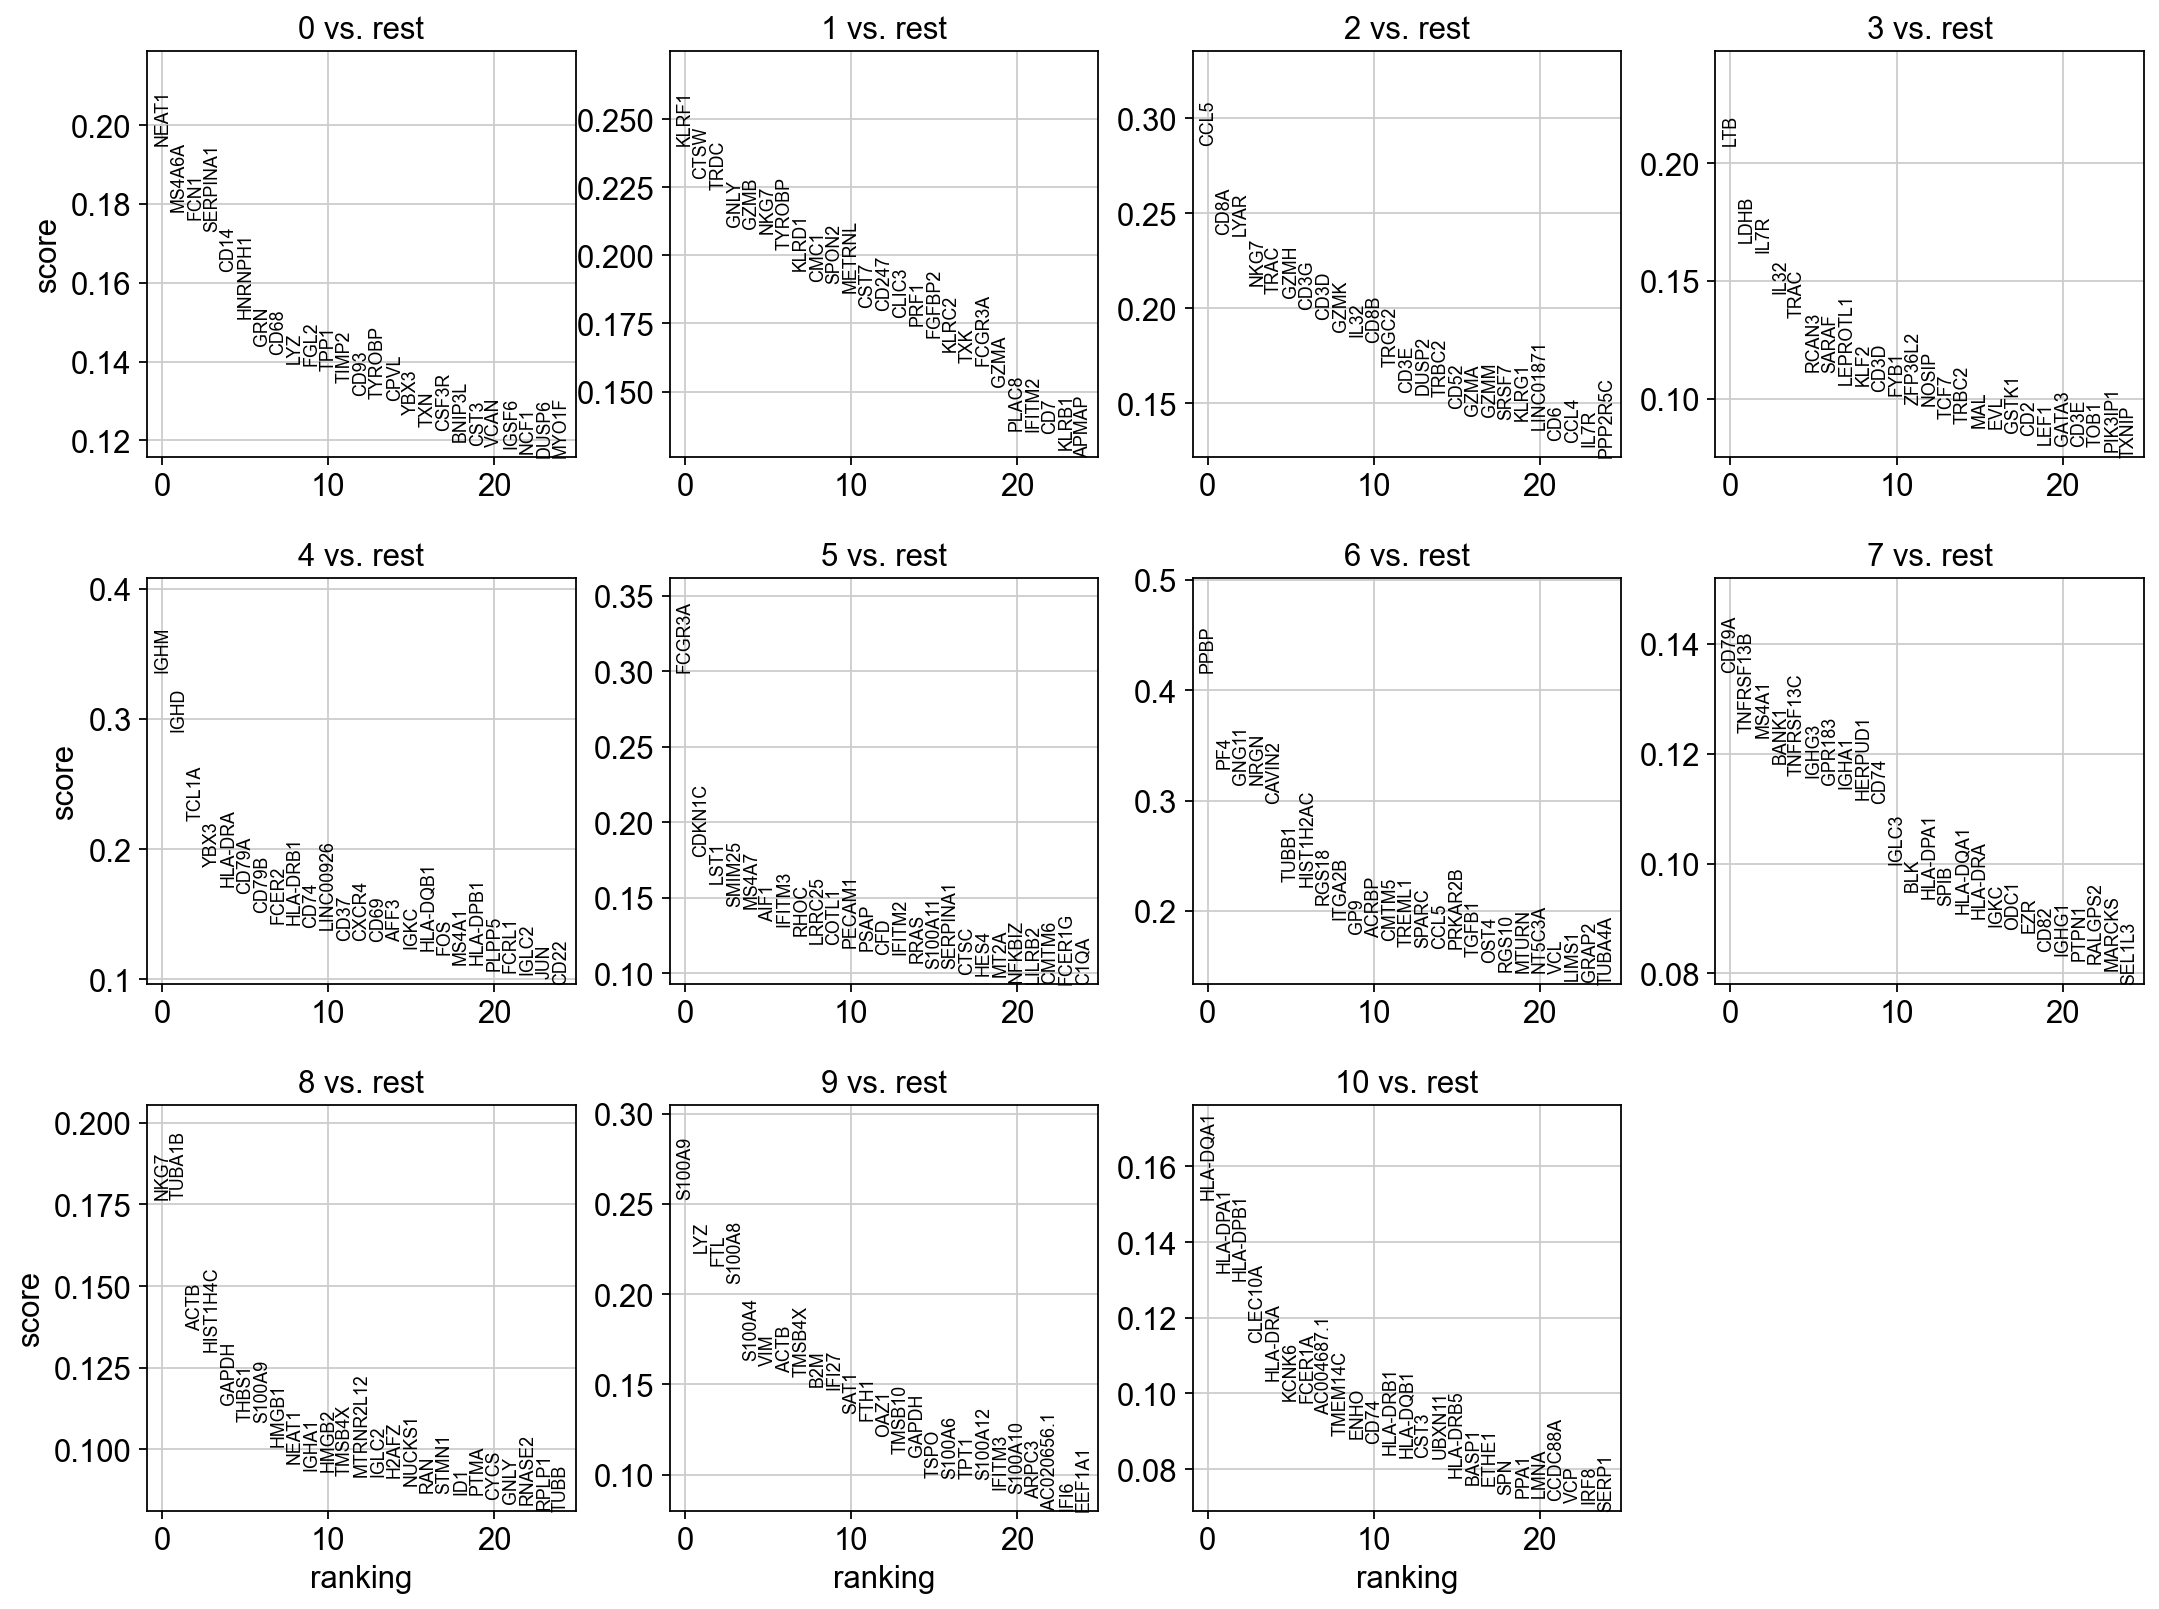 0 vs. rest
score
0.20
0.18
0.16
0.14
0.12
NEAT1
MS4A6A
FCN1
SERPINA1
CD14
HNRNPH1
GRN
CD68
LYZ
FGL2
TPP1
TIMP2
CD93
TYROBP
CPVL
YBX3
TXN
CSF3R
BNIP3L
CST3
VCAN
IGSF6
NCF1
DUSP6
MYO1F
0 10 20
1 vs. rest
0.250
0.225
0.200
0.175
0.150
KLRF1
CTSW
TRDC
GNLY
GZMB
NKG7
TYROBP
KLRD1
CMC1
SPON2
METRNL
CST7
CD247
CLIC3
PRF1
FGFBP2
KLRC2
TXK
FCGR3A
GZMA
PLAC8
IFITM2
CD7
KLRB1
APMAP
0 10 20
2 vs. rest
0.30
0.25
0.20
0.15
CCL5
CD8A
LYAR
NKG7
TRAC
GZMH
CD3G
CD3D
GZMK
IL32
CD8B
TRGC2
CD3E
DUSP2
TRBC2
CD52
GZMA
GZMM
SRSF7
KLRG1
LINC01871
CD6
CCL4
IL7R
PPP2R5C
0 10 20
3 vs. rest
0.20
0.10
LTB
LDHB
IL7R
IL32
TRAC
RCAN3
SARAF
LEPROTL1
KLF2
CD3D
FYB1
ZFP36L2
NOSIP
TCF7
TRBC2
MAL
EVL
GSTK1
CD2
LEF1
GATA3
CD3E
TOB1
PIK3IP1
TXNIP
0 10 20
4 vs. rest
score
0.4
0.3
0.2
0.1
IGHM
IGHD
TCL1A
YBX3
HLA-DRA
CD79A
CD79B
FCER2
HLA-DRB1
CD74
LINC00926
CD37
CXCR4
CD69
AFF3
IGKC
HLA-DQB1
FOS
MS4A1
HLA-DPB1
PLPP5
FCRL1
IGLC2
JUN
CD22
0 10 20
5 vs. rest
0.35
0.30
0.25
0.20
0.15
0.10
FCGR3A
CDKN1C
LST1
SMIM25
MS4A7
AIF1
IFITM3
RHOC
LRRC25
COTL1
PECAM1
PSAP
CFD
IFITM2
RRAS
S100A11
SERPINA1
CTSC
HES4
MT2A
NFKBIZ
LILRB2
CMTM6
FCER1G
C1QA
0 10 20
6 vs. rest
0.5
0.4
0.3
0.2
PPBP
PF4
GNG11
NRGN
CAVIN2
TUBB1
HIST1H2AC
RGS18
ITGA2B
GP9
ACRBP
CMTM5
TREML1
SPARC
CCL5
PRKAR2B
TGFB1
OST4
RGS10
MTURN
NT5C3A
VCL
LIMS1
GRAP2
TUBA4A
0 10 20
7 vs. rest
0.14
0.12
0.10
0.08
CD79A
TNFRSF13B
MS4A1
BANK1
TNFRSF13C
IGHG3
GPR183
IGHA1
HERPUD1
CD74
IGLC3
BLK
HLA-DPA1
SPIB
HLA-DQA1
HLA-DRA
IGKC
ODC1
EZR
CD82
IGHG1
PTPN1
RALGPS2
MARCKS
SEL1L3
0 10 20
8 vs. rest
score
0.200
0.175
0.150
0.125
0.100
NKG7
TUBA1B
ACTB
HIST1H4C
GAPDH
THBS1
S100A9
HMGB1
NEAT1
IGHA1
HMGB2
TMSB4X
MTRNR2L12
IGLC2
H2AFZ
NUCKS1
RAN
STMN1
ID1
PTMA
CYCS
GNLY
RNASE2
RPLP1
TUBB
0 10 20
ranking
9 vs. rest
0.30
0.25
0.20
0.15
0.10
S100A9
LYZ
FTL
S100A8
S100A4
VIM
ACTB
TMSB4X
B2M
IFI27
SAT1
FTH1
OAZ1
TMSB10
GAPDH
TSPO
S100A6
TPT1
S100A12
IFITM3
S100A10
ARPC3
AC020656.1
IFI6
EEF1A1
0 10 20
ranking
10 vs. rest
0.16
0.14
0.12
0.10
0.08
HLA-DQA1
HLA-DPA1
HLA-DPB1
CLEC10A
HLA-DRA
KCNK6
FCER1A
AC004687.1
TMEM14C
ENHO
CD74
HLA-DRB1
HLA-DQB1
CST3
UBXN11
HLA-DRB5
BASP1
ETHE1
SPN
PPA1
LMNA
CCDC88A
VCP
IRF8
SERP1
0 10 20
ranking